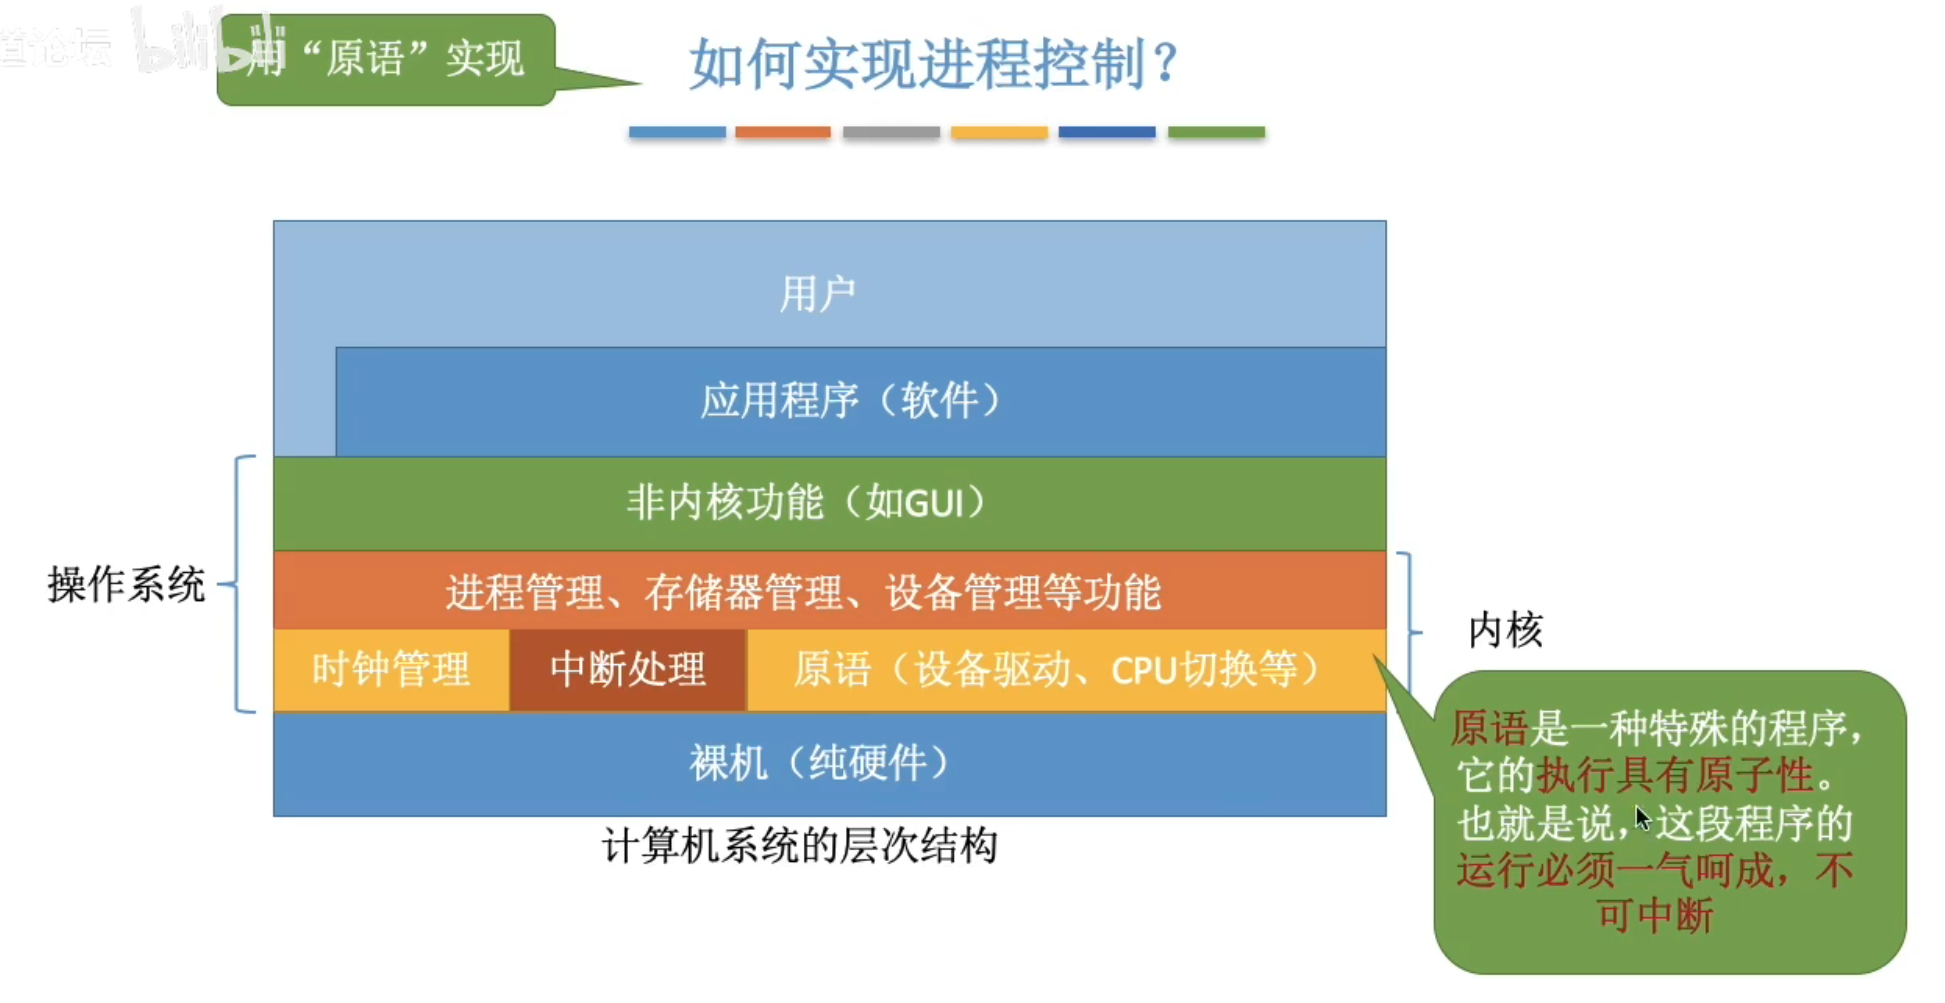 道论坛 bilibili
用“原语”实现
如何实现进程控制？
用户
应用程序（软件）
非内核功能（如GUI）
操作系统
进程管理、存储器管理、设备管理等功能
内核
时钟管理
中断处理
原语（设备驱动、CPU切换等）
裸机（纯硬件）
计算机系统的层次结构
原语是一种特殊的程序，
它的执行具有原子性。
也就是说，这段程序的
运行必须一气呵成，不
可中断